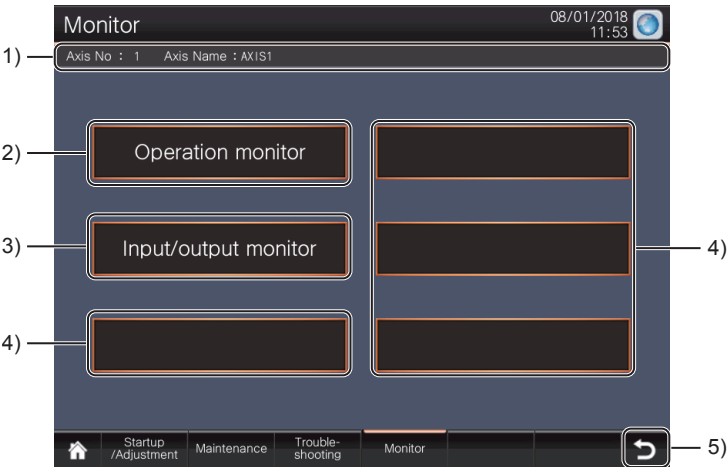 Monitor
08/01/2018
11:53
1)
Axis No : 1 Axis Name : AXIS1
2)
Operation monitor
3)
Input/output monitor
4)
4)
Startup
/Adjustment
Maintenance
Trouble-
shooting
Monitor
5)